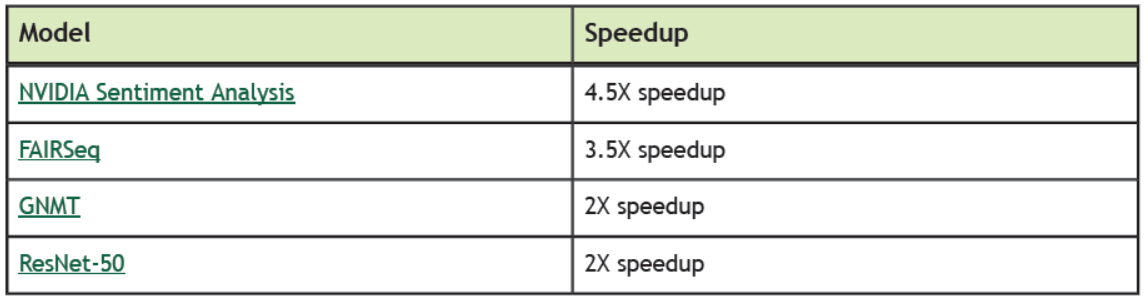 Model Speedup
NVIDIA Sentiment Analysis 4.5X speedup
FAIRSeq 3.5X speedup
GNMT 2X speedup
ResNet-50 2X speedup